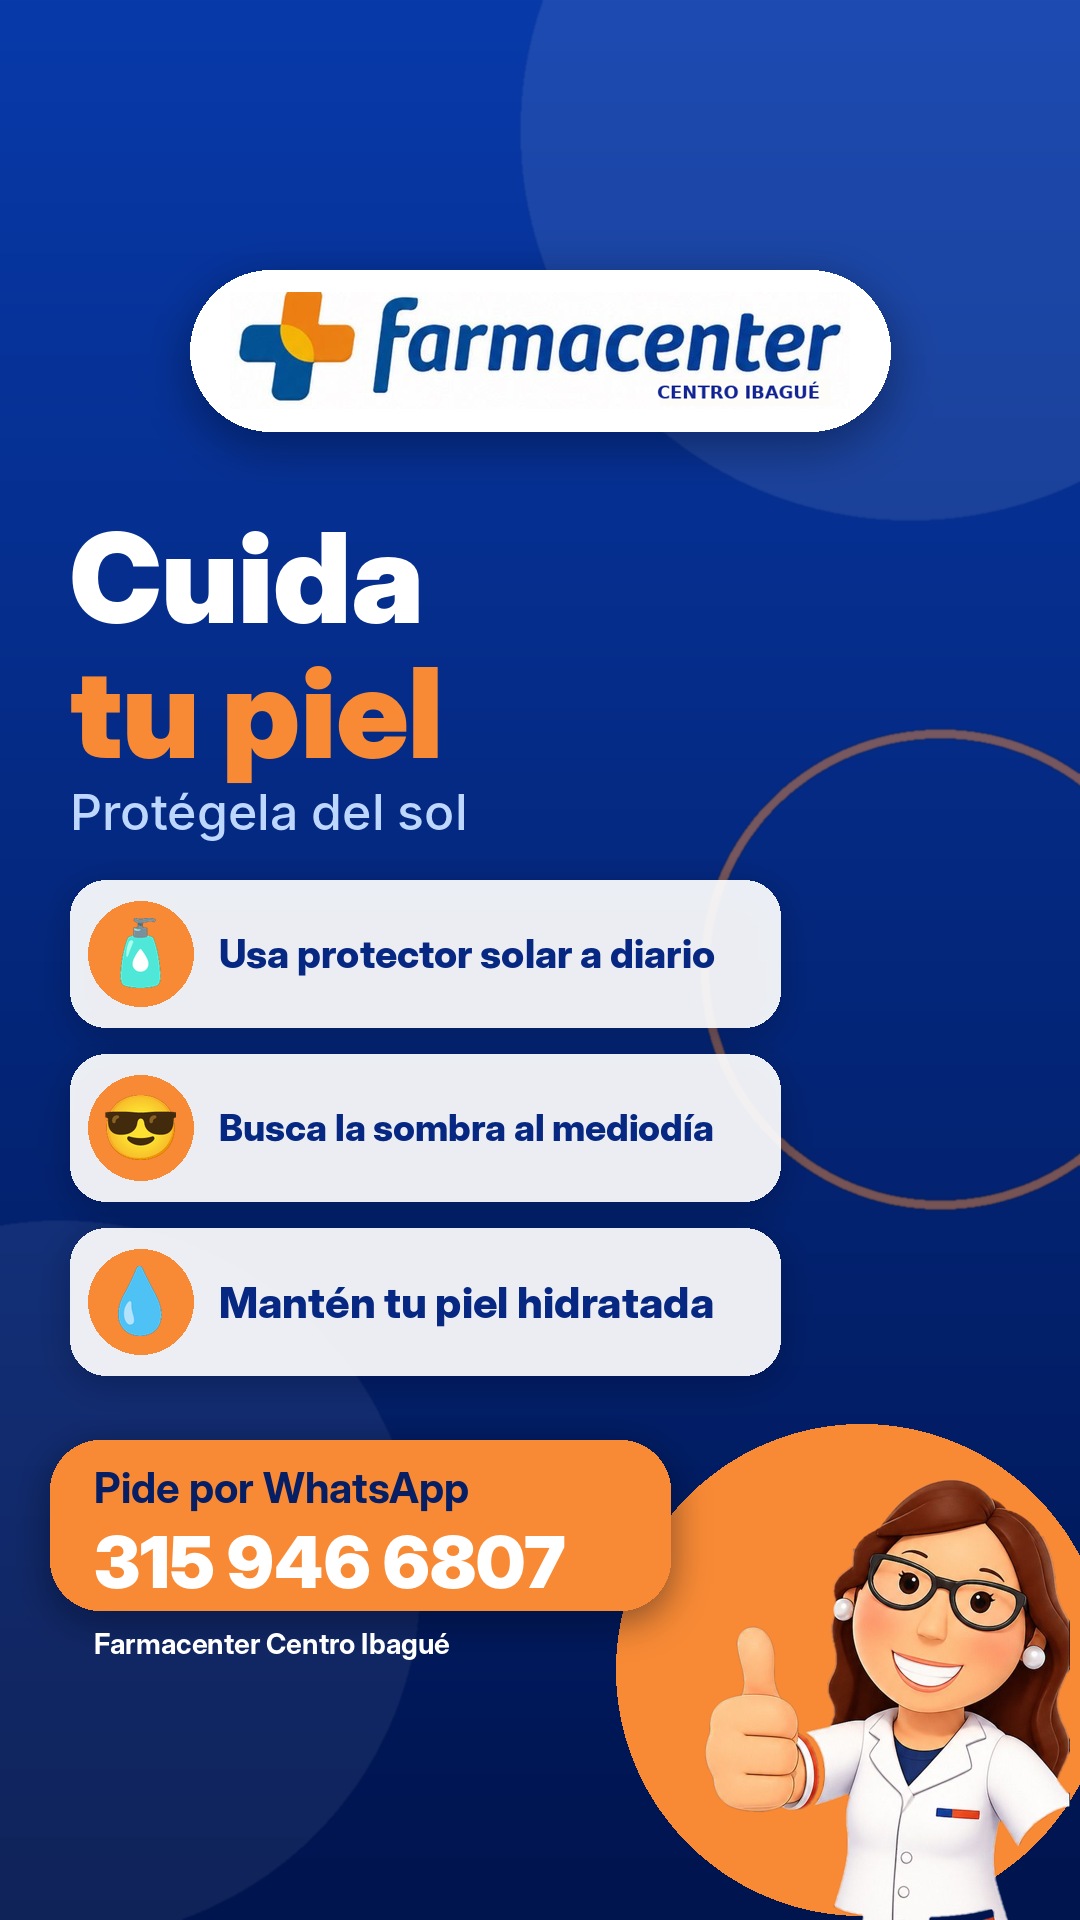 farmacenter
CENTRO IBAGUÉ
Cuida
tu piel
Protégela del sol
Usa protector solar a diario
Busca la sombra al mediodía
Mantén tu piel hidratada
Pide por WhatsApp
315 946 6807
Farmacenter Centro Ibagué